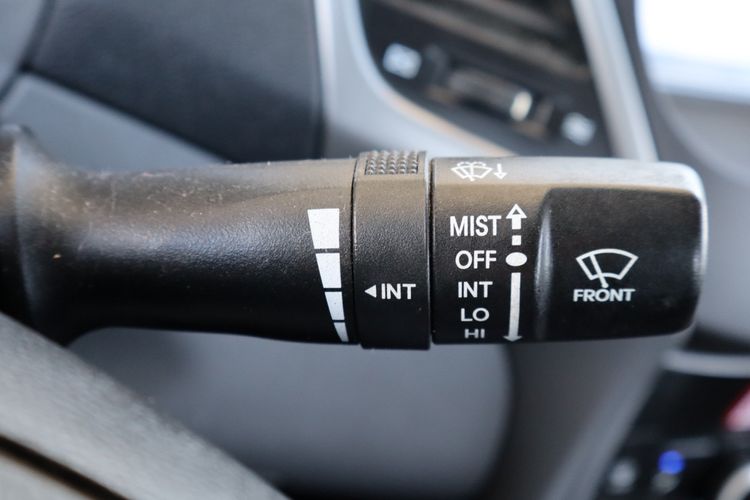 MIST
OFF
INT
INT
LO
HI
FRONT